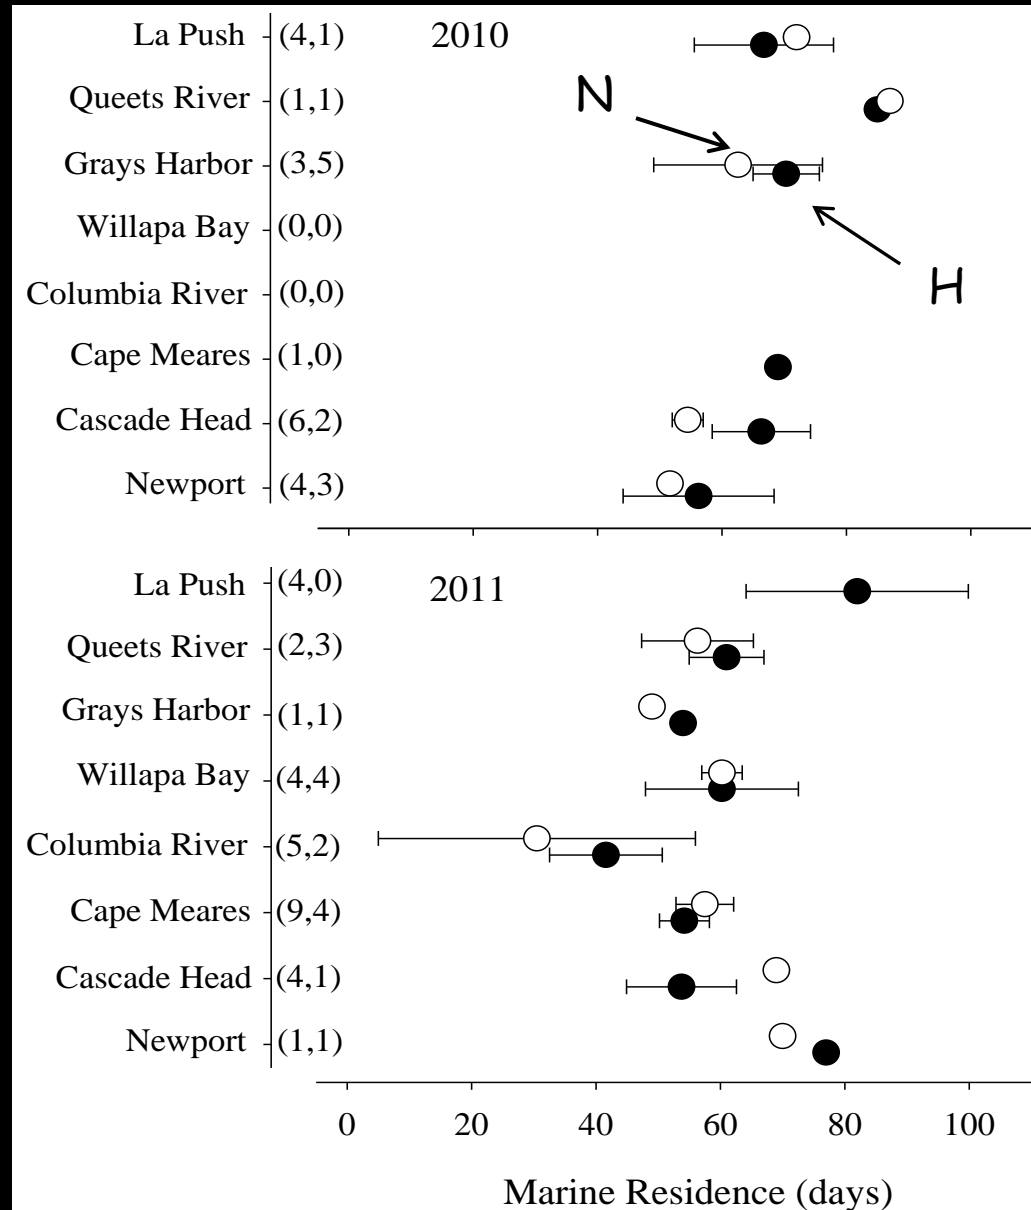 La Push (4,1) 2010
Queets River (1,1) N
Grays Harbor (3,5)
Willapa Bay (0,0)
Columbia River (0,0) H
Cape Meares (1,0)
Cascade Head (6,2)
Newport (4,3)
La Push (4,0) 2011
Queets River (2,3)
Grays Harbor (1,1)
Willapa Bay (4,4)
Columbia River (5,2)
Cape Meares (9,4)
Cascade Head (4,1)
Newport (1,1)
0 20 40 60 80 100
Marine Residence (days)